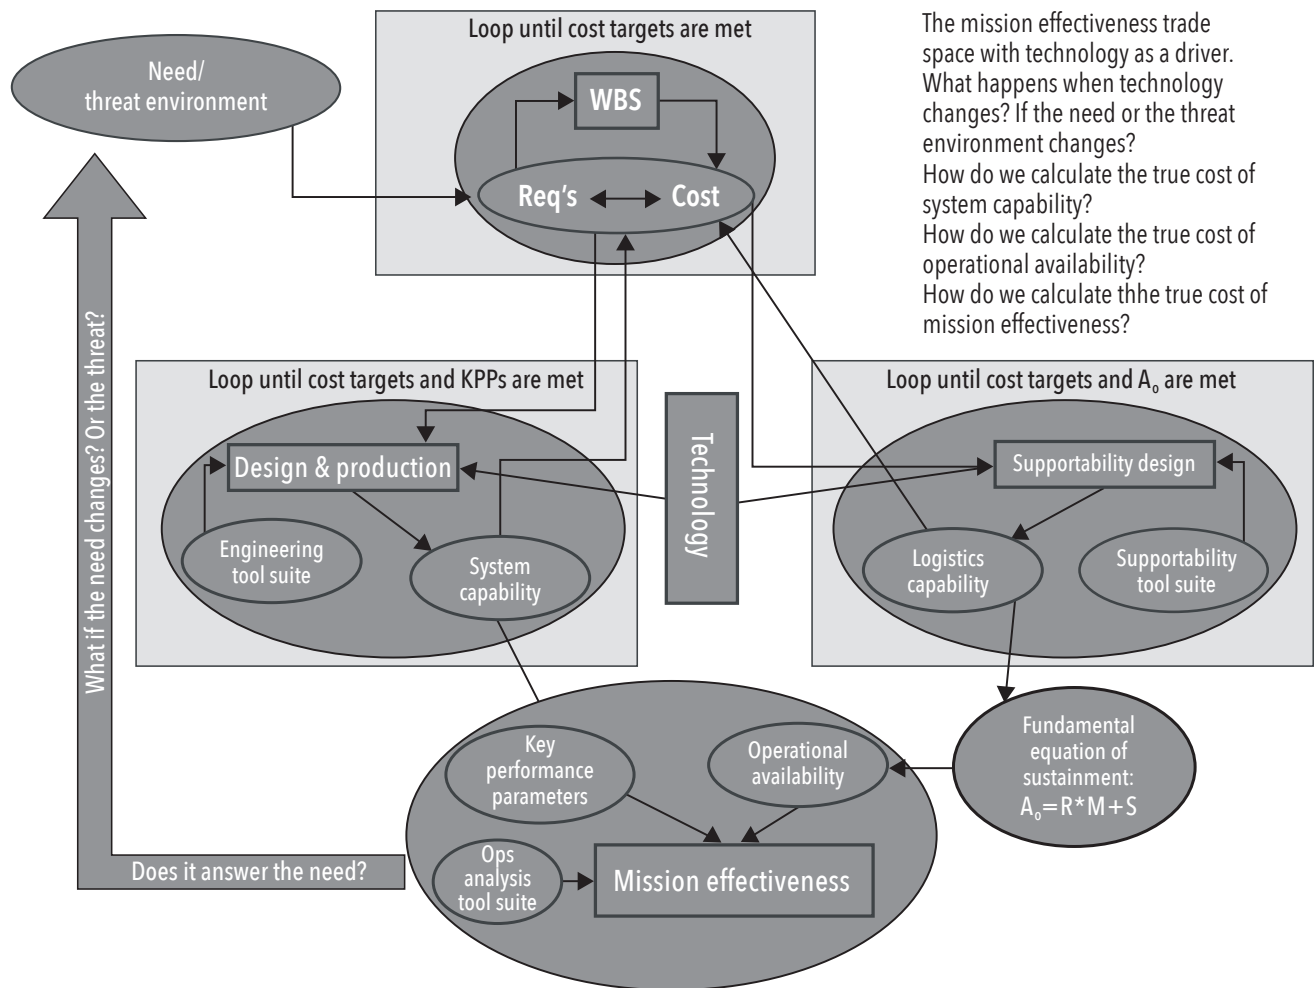 Loop until cost targets are met
The mission effectiveness trade
space with technology as a driver.
What happens when technology
changes? If the need or the threat
environment changes?
How do we calculate the true cost of
system capability?
How do we calculate the true cost of
operational availability?
How do we calculate thhe true cost of
mission effectiveness?
Need/
threat environment
WBS
Req's
Cost
What if the need changes? Or the threat?
Loop until cost targets and KPPs are met
Design & production
Engineering
tool suite
System
capability
Technology
Loop until cost targets and Aₒ are met
Supportability design
Logistics
capability
Supportability
tool suite
Key
performance
parameters
Operational
availability
Fundamental
equation of
sustainment:
Aₒ=R*M+S
Ops
analysis
tool suite
Mission effectiveness
Does it answer the need?